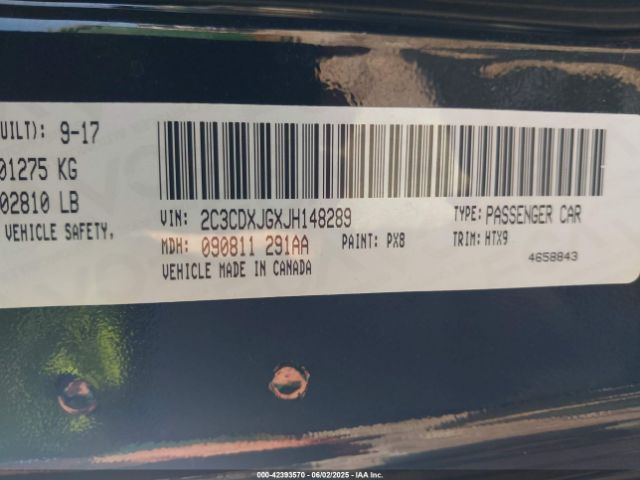 UILT): 9-17
01275 KG
02810 LB
VEHICLE SAFETY.
VIN: 2C3CDXJGXJH148289 TYPE: PASSENGER CAR
MDH: 090811 291AA PAINT: PX8 TRIM: HTX9
VEHICLE MADE IN CANADA 4658843
000-42393570 - 06/02/2025 - IAA Inc.